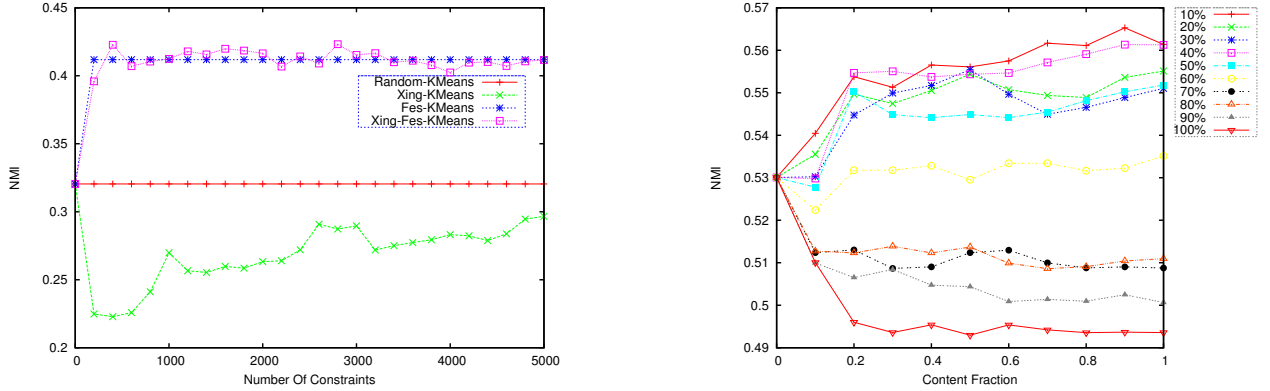 0.45
0.4
0.35
0.3
0.25
0.2
NMI
0 1000 2000 3000 4000 5000
Number Of Constraints
Random-KMeans
Xing-KMeans
Fes-KMeans
Xing-Fes-KMeans
0.57
0.56
0.55
0.54
0.53
0.52
0.51
0.5
0.49
NMI
0.0 0.2 0.4 0.6 0.8 1
Content Fraction
10%
20%
30%
40%
50%
60%
70%
80%
90%
100%